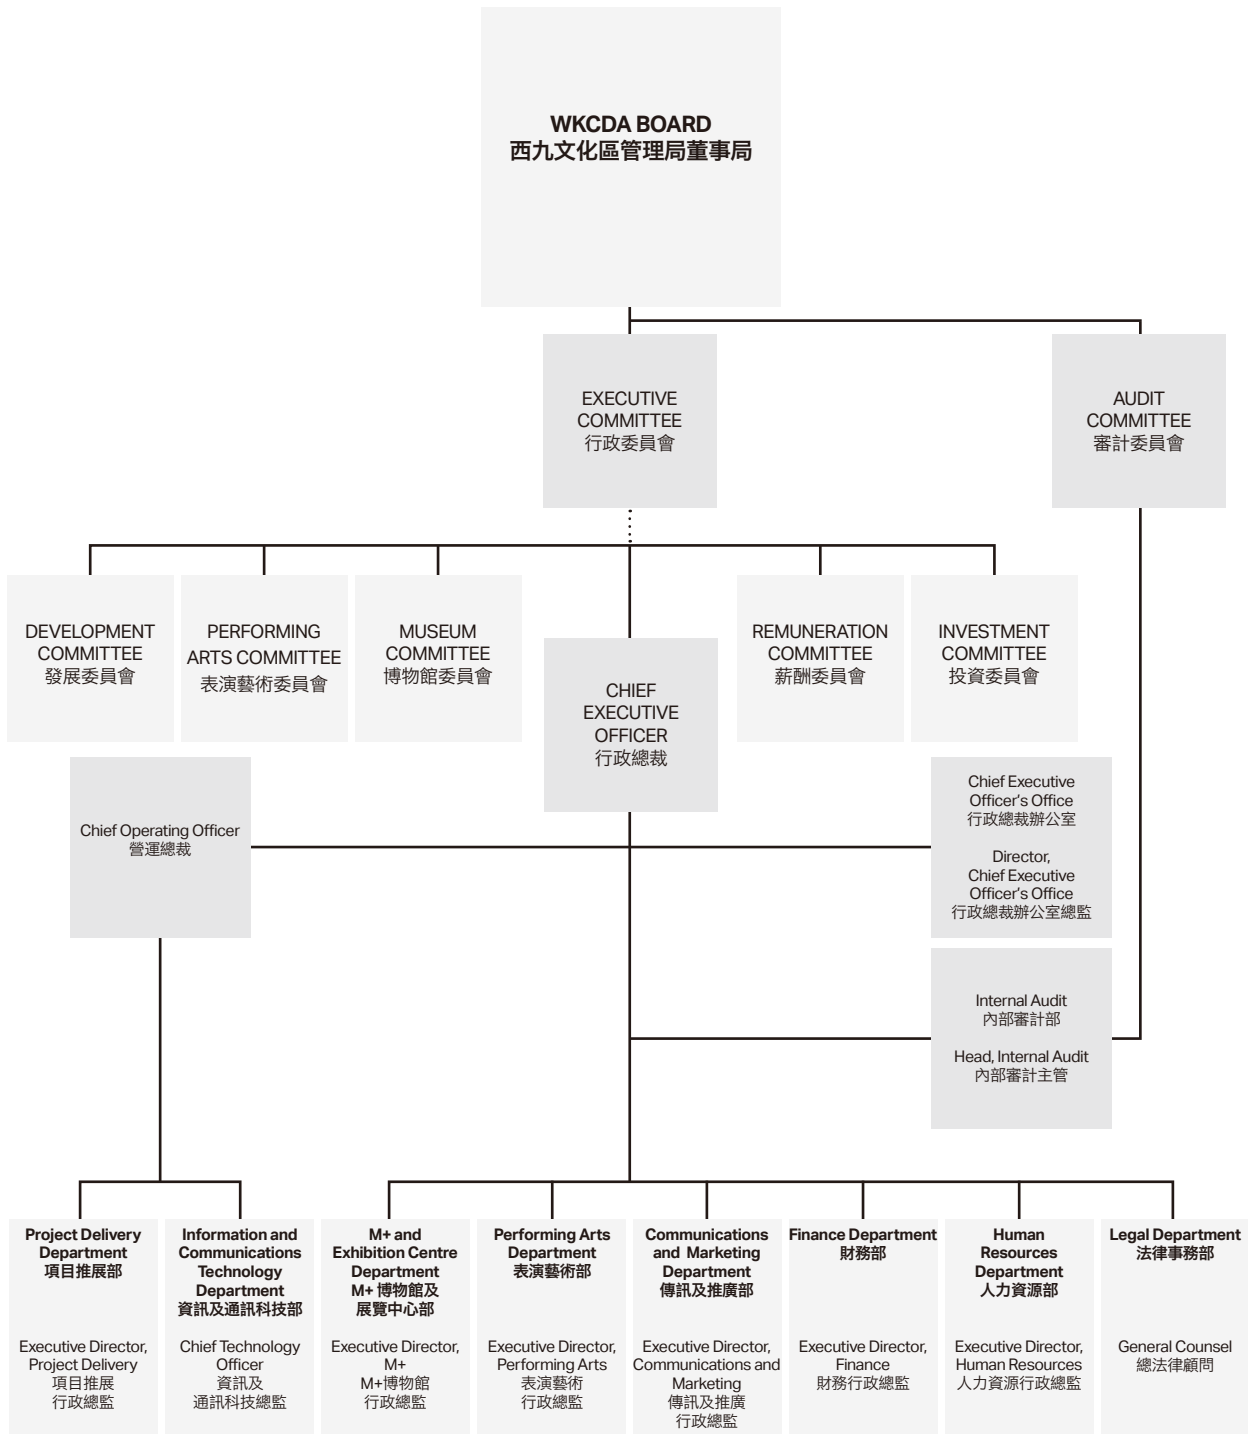 WKCDA BOARD
西九文化區管理局董事局
EXECUTIVE
COMMITTEE
行政委員會
AUDIT
COMMITTEE
審計委員會
DEVELOPMENT
COMMITTEE
發展委員會
PERFORMING
ARTS COMMITTEE
表演藝術委員會
MUSEUM
COMMITTEE
博物館委員會
CHIEF
EXECUTIVE
OFFICER
行政總裁
REMUNERATION
COMMITTEE
薪酬委員會
INVESTMENT
COMMITTEE
投資委員會
Chief Operating Officer
營運總裁
Chief Executive
Officer's Office
行政總裁辦公室
Director,
Chief Executive
Officer's Office
行政總裁辦公室總監
Internal Audit
內部審計部
Head, Internal Audit
內部審計主管
Project Delivery
Department
項目推展部
Executive Director,
Project Delivery
項目推展
行政總監
Information and
Communications
Technology
Department
資訊及通訊科技部
Chief Technology
Officer
資訊及
通訊科技總監
M+ and
Exhibition Centre
Department
M+ 博物館及
展覽中心部
Executive Director,
M+
M+博物館
行政總監
Performing Arts
Department
表演藝術部
Executive Director,
Performing Arts
表演藝術
行政總監
Communications
and Marketing
Department
傳訊及推廣部
Executive Director,
Communications and
Marketing
傳訊及推廣
行政總監
Finance Department
財務部
Executive Director,
Finance
財務行政總監
Human
Resources
Department
人力資源部
Executive Director,
Human Resources
人力資源行政總監
Legal Department
法律事務部
General Counsel
總法律顧問